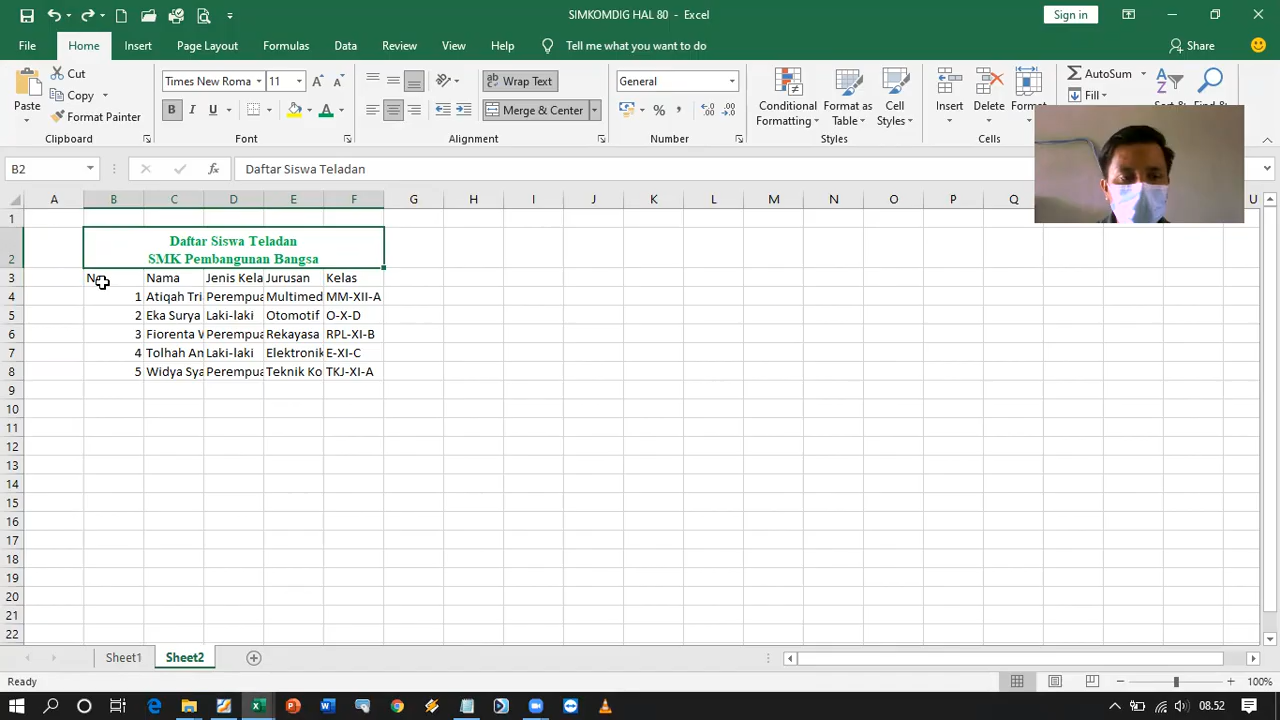 SIMKOMDIG HAL 80 - Excel
Sign in
File Home Insert Page Layout Formulas Data Review View Help Tell me what you want to do Share
Paste
Cut
Copy
Format Painter
Clipboard
Times New Roma 11
B I U
Font
Wrap Text
Merge & Center
Alignment
General
Number
Conditional Formatting
Format as Table
Cell Styles
Styles
Insert Delete Format
Cells
AutoSum
Fill
B2 fx Daftar Siswa Teladan
A B C D E F G H I J K L M N O P Q U
1
2 Daftar Siswa Teladan
SMK Pembangunan Bangsa
3 Nama Jenis Kela Jurusan Kelas
4 1 Atiqah Tri Perempua Multimed MM-XII-A
5 2 Eka Surya Laki-laki Otomotif O-X-D
6 3 Fiorenta W Perempua Rekayasa RPL-XI-B
7 4 Tolhah Am Laki-laki Elektronik E-XI-C
8 5 Widya Sya Perempua Teknik Ko TKJ-XI-A
9
10
11
12
13
14
15
16
17
18
19
20
21
22
Sheet1 Sheet2
Ready 100%
08.52